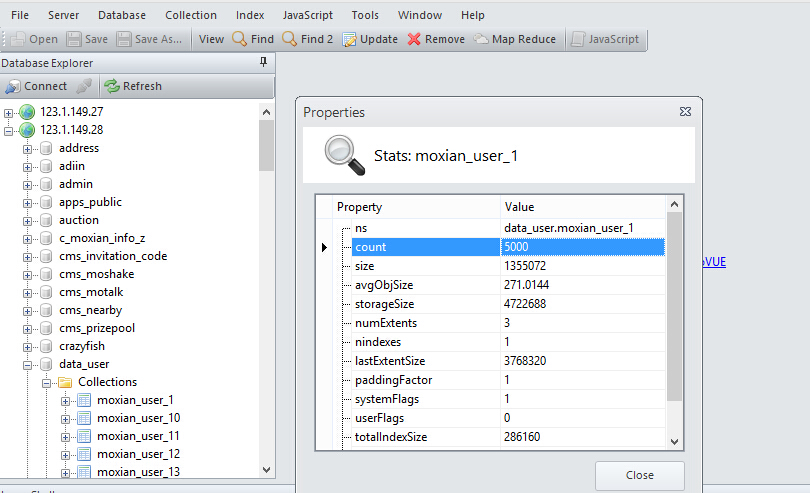 File Server Database Collection Index JavaScript Tools Window Help
Open Save Save As... View Find Find 2 Update Remove Map Reduce JavaScript
Database Explorer
Connect Refresh
123.1.149.27
123.1.149.28
address
adiin
admin
apps_public
auction
c_moxian_info_z
cms_invitation_code
cms_moshake
cms_motalk
cms_nearby
cms_prizepool
crazyfish
data_user
Collections
moxian_user_1
moxian_user_10
moxian_user_11
moxian_user_12
moxian_user_13
Properties
Stats: moxian_user_1
Property Value
ns data_user.moxian_user_1
count 5000
size 1355072
avgObjSize 271.0144
storageSize 4722688
numExtents 3
nindexes 1
lastExtentSize 3768320
paddingFactor 1
systemFlags 1
userFlags 0
totalIndexSize 286160
Close
VUE